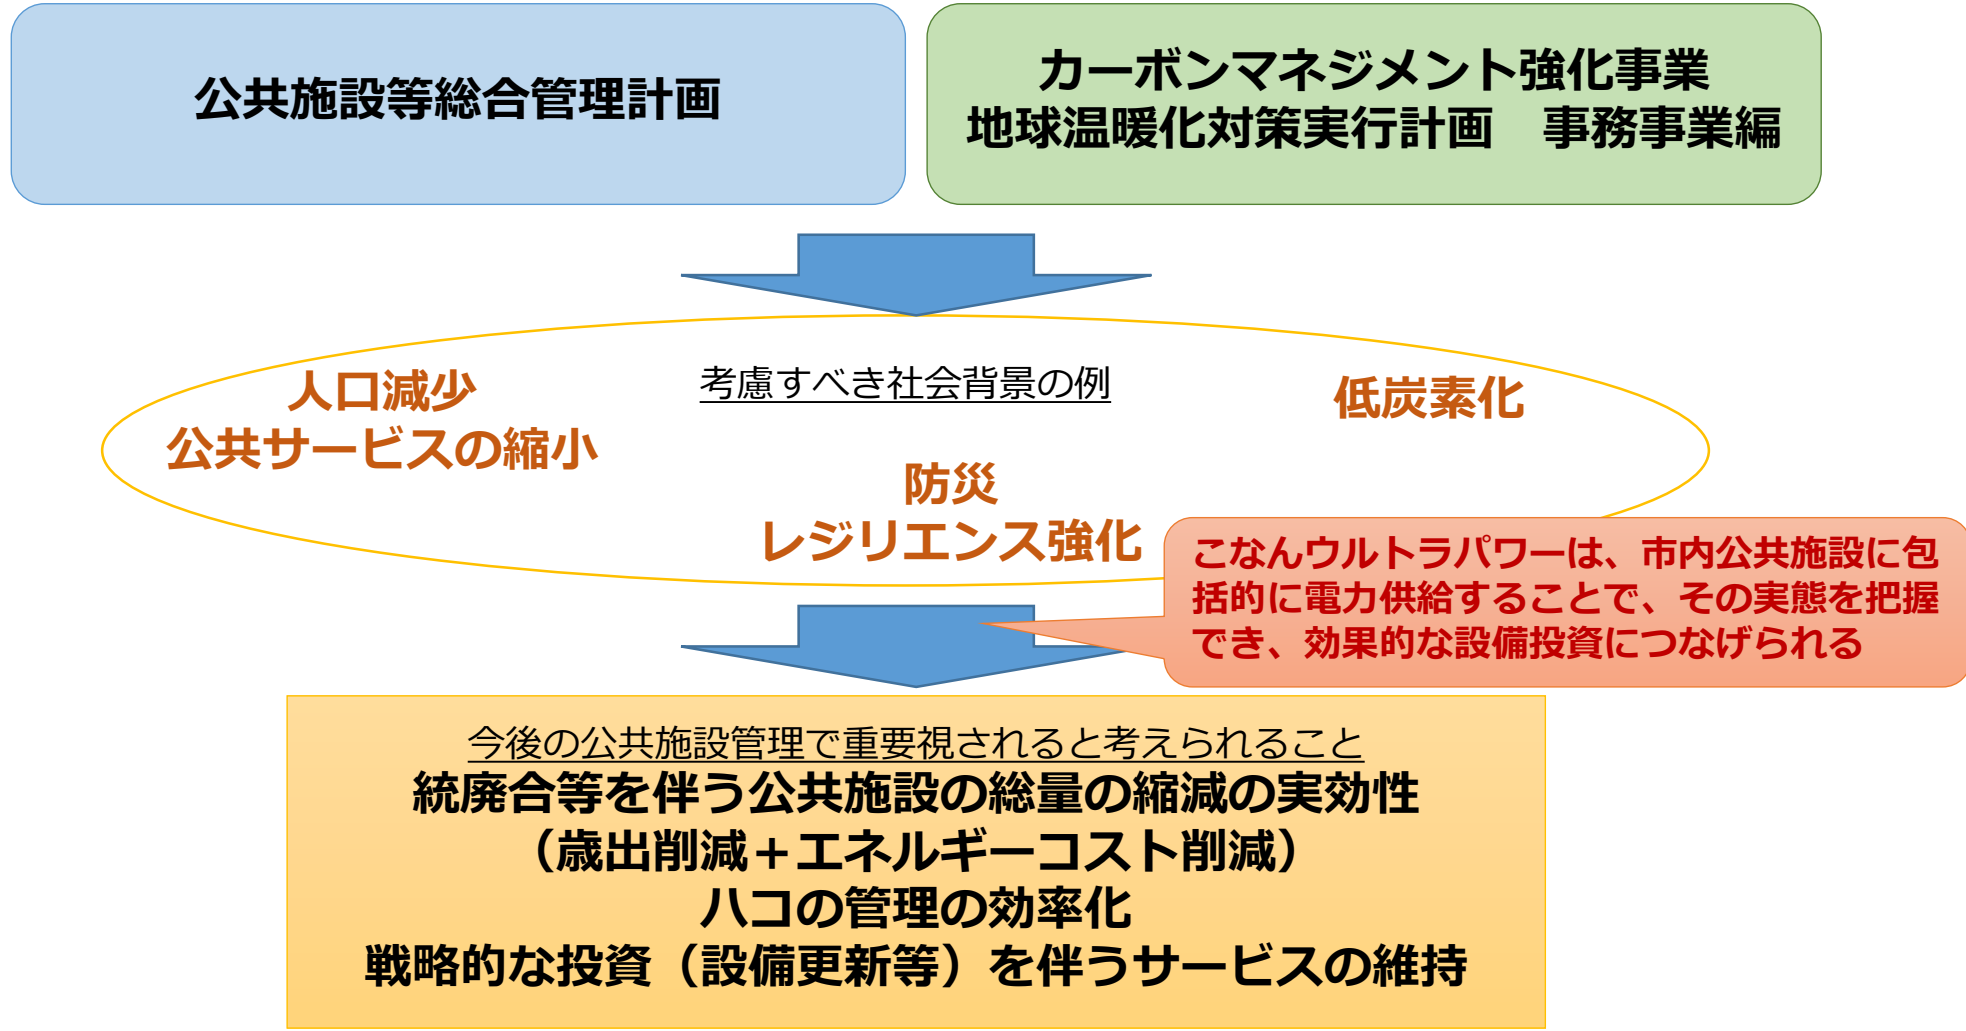 公共施設等総合管理計画
カーボンマネジメント強化事業
地球温暖化対策実行計画　事務事業編
考慮すべき社会背景の例
人口減少
公共サービスの縮小
低炭素化
防災
レジリエンス強化
こなんウルトラパワーは、市内公共施設に包
括的に電力供給することで、その実態を把握
でき、効果的な設備投資につなげられる
今後の公共施設管理で重要視されると考えられること
統廃合等を伴う公共施設の総量の縮減の実効性
（歳出削減＋エネルギーコスト削減）
ハコの管理の効率化
戦略的な投資（設備更新等）を伴うサービスの維持